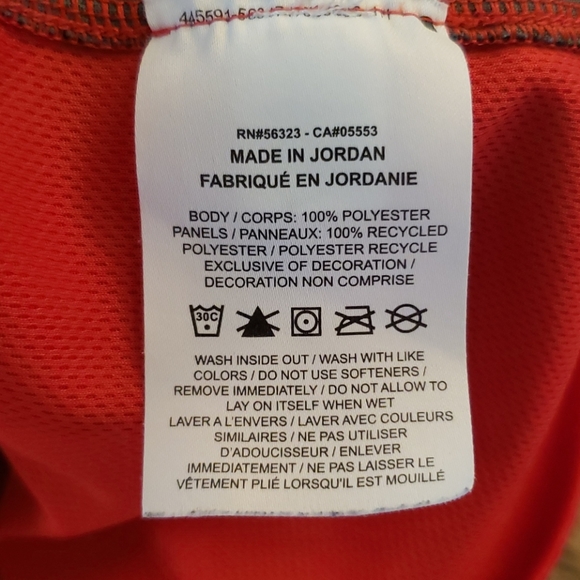 RN#56323 - CA#05553
MADE IN JORDAN
FABRIQUÉ EN JORDANIE
BODY / CORPS: 100% POLYESTER
PANELS / PANNEAUX: 100% RECYCLED
POLYESTER / POLYESTER RECYCLE
EXCLUSIVE OF DECORATION /
DECORATION NON COMPRISE
30C
WASH INSIDE OUT / WASH WITH LIKE
COLORS / DO NOT USE SOFTENERS /
REMOVE IMMEDIATELY / DO NOT ALLOW TO
LAY ON ITSELF WHEN WET
LAVER A L'ENVERS / LAVER AVEC COULEURS
SIMILAIRES / NE PAS UTILISER
D'ADOUCISSEUR / ENLEVER
IMMEDIATEMENT / NE PAS LAISSER LE
VÊTEMENT PLIÉ LORSQU'IL EST MOUILLÉ